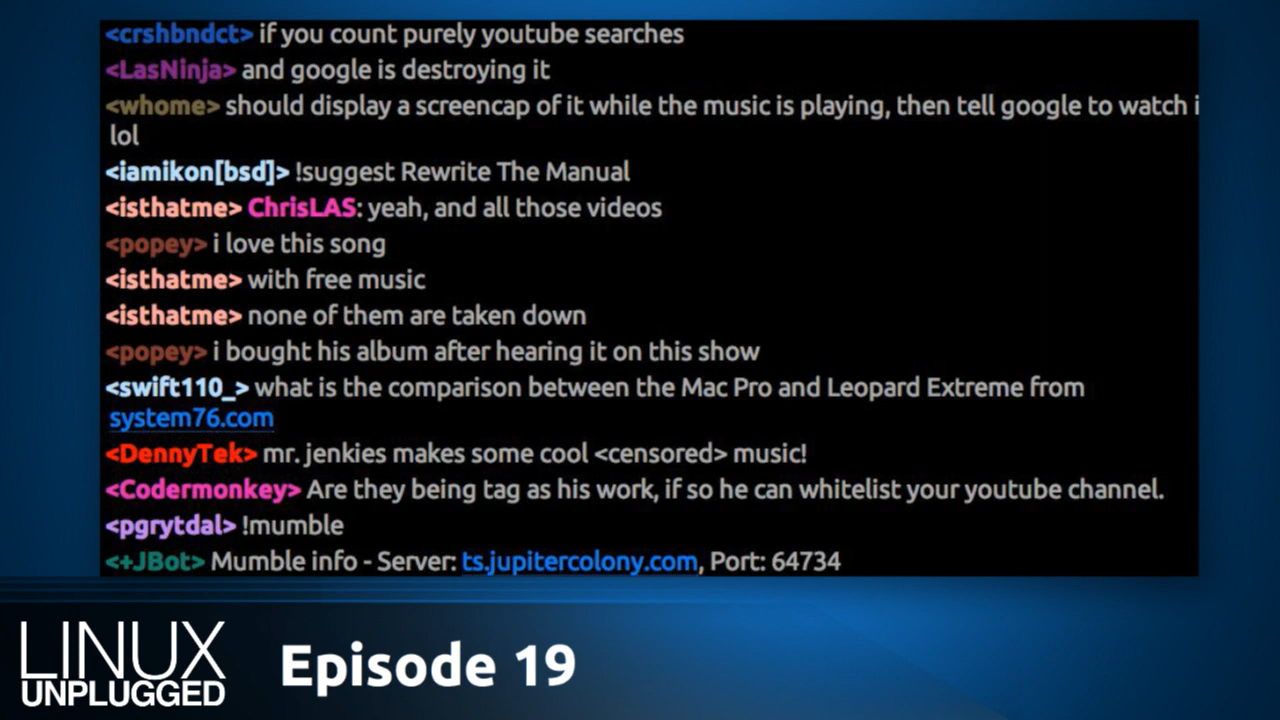 <crshbndct> if you count purely youtube searches
<LasNinja> and google is destroying it
<whome> should display a screencap of it while the music is playing, then tell google to watch i
lol
<iamikon[bsd]> !suggest Rewrite The Manual
<isthatme> ChrisLAS: yeah, and all those videos
<popey> i love this song
<isthatme> with free music
<isthatme> none of them are taken down
<popey> i bought his album after hearing it on this show
<swift110_> what is the comparison between the Mac Pro and Leopard Extreme from
system76.com
<DennyTek> mr. jenkies makes some cool <censored> music!
<Codermonkey> Are they being tag as his work, if so he can whitelist your youtube channel.
<pgrytdal> !mumble
<+JBot> Mumble info - Server: ts.jupitercolony.com, Port: 64734
LINUX
UNPLUGGED
Episode 19